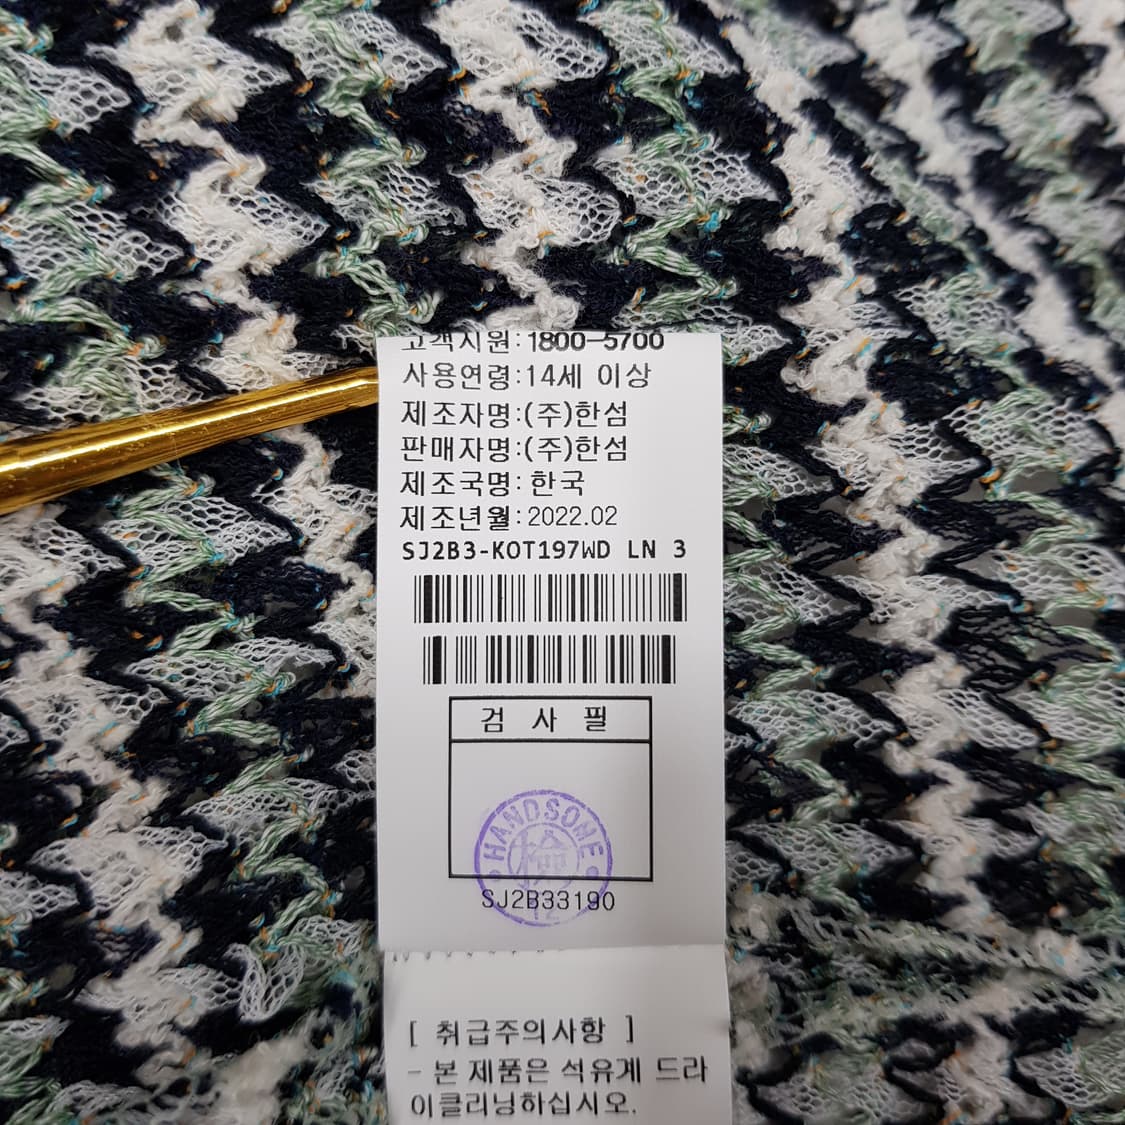 고객지원:1800-5700
사용연령:14세 이상
제조자명:(주)한섬
판매자명:(주)한섬
제조국명: 한국
제조년월:2022.02
SJ2B3-KOT197WD LN 3
검 사 필
HANDSOME
檢
12
SJ2B33190
[ 취급주의사항 ]
- 본 제품은 석유계 드라
이클리닝하십시오.